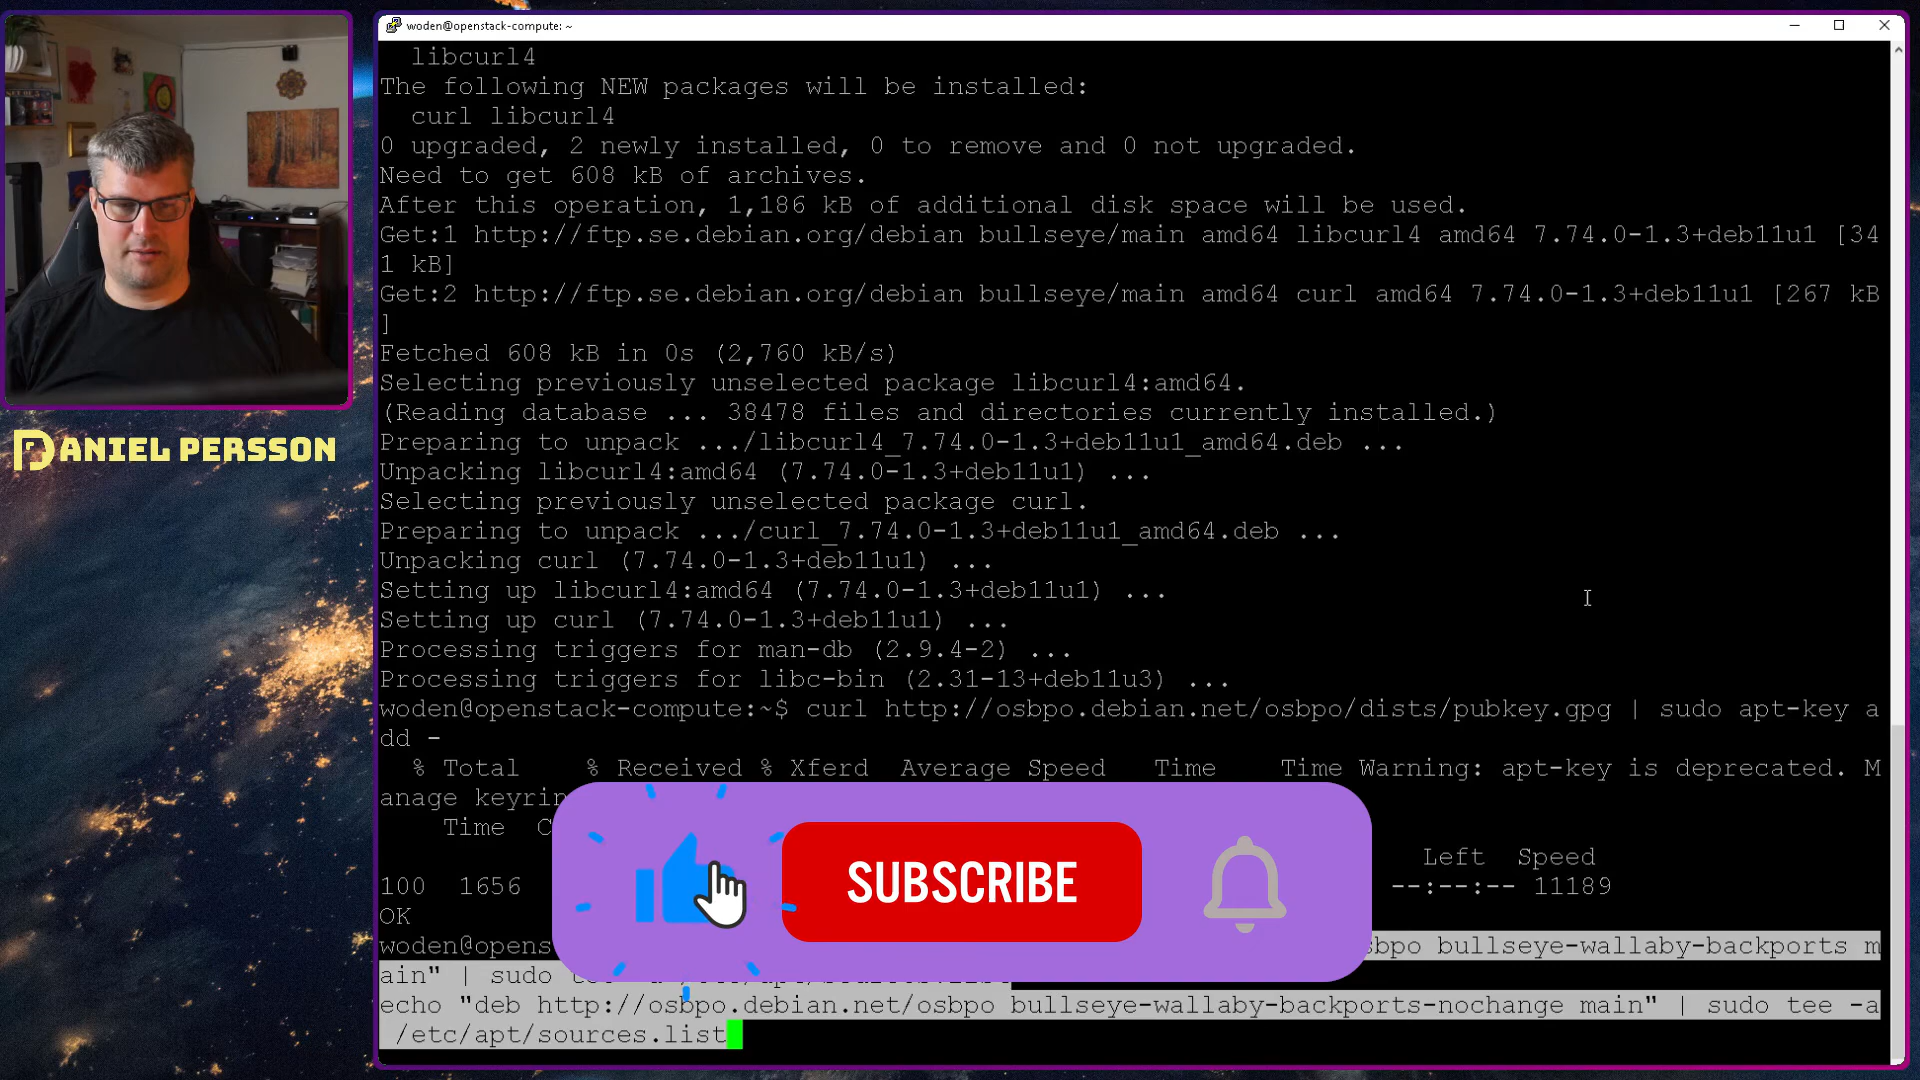 woden@openstack-compute: ~
libcurl4
The following NEW packages will be installed:
curl libcurl4
0 upgraded, 2 newly installed, 0 to remove and 0 not upgraded.
Need to get 608 kB of archives.
After this operation, 1,186 kB of additional disk space will be used.
Get:1 http://ftp.se.debian.org/debian bullseye/main amd64 libcurl4 amd64 7.74.0-1.3+deb11u1 [34
1 kB]
Get:2 http://ftp.se.debian.org/debian bullseye/main amd64 curl amd64 7.74.0-1.3+deb11u1 [267 kB
]
Fetched 608 kB in 0s (2,760 kB/s)
Selecting previously unselected package libcurl4:amd64.
(Reading database ... 38478 files and directories currently installed.)
Preparing to unpack .../libcurl4_7.74.0-1.3+deb11u1_amd64.deb ...
Unpacking libcurl4:amd64 (7.74.0-1.3+deb11u1) ...
Selecting previously unselected package curl.
Preparing to unpack .../curl_7.74.0-1.3+deb11u1_amd64.deb ...
Unpacking curl (7.74.0-1.3+deb11u1) ...
Setting up libcurl4:amd64 (7.74.0-1.3+deb11u1) ...
Setting up curl (7.74.0-1.3+deb11u1) ...
Processing triggers for man-db (2.9.4-2) ...
Processing triggers for libc-bin (2.31-13+deb11u3) ...
woden@openstack-compute:~$ curl http://osbpo.debian.net/osbpo/dists/pubkey.gpg | sudo apt-key a
dd -
% Total % Received % Xferd Average Speed Time Time Warning: apt-key is deprecated. M
anage keyrin
Time
Left Speed
100 1656 --:--:-- 11189
OK
woden@opens bpo bullseye-wallaby-backports m
ain" | sudo
echo "deb http://osbpo.debian.net/osbpo bullseye-wallaby-backports-nochange main" | sudo tee -a
/etc/apt/sources.list
DANIEL PERSSON
SUBSCRIBE